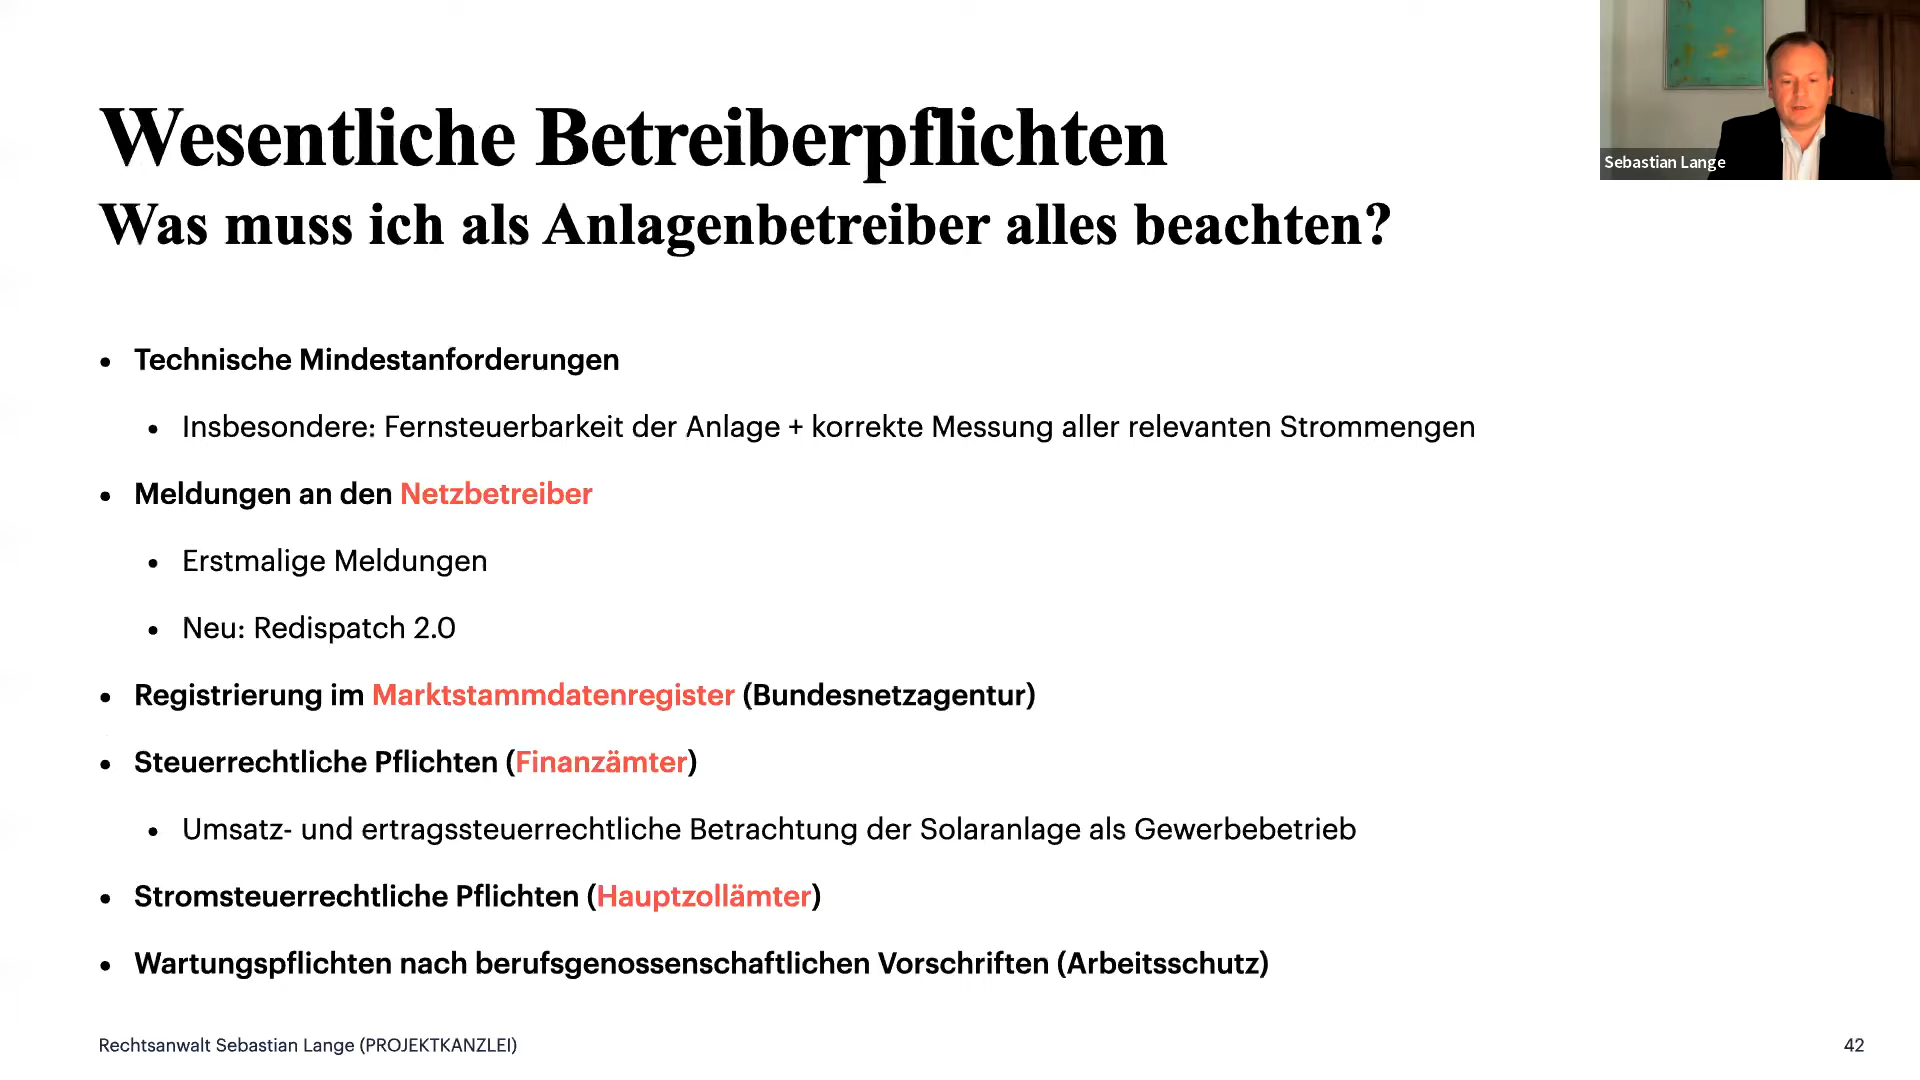 Wesentliche Betreiberpflichten
Was muss ich als Anlagenbetreiber alles beachten?
Sebastian Lange
• Technische Mindestanforderungen
• Insbesondere: Fernsteuerbarkeit der Anlage + korrekte Messung aller relevanten Strommengen
• Meldungen an den Netzbetreiber
• Erstmalige Meldungen
• Neu: Redispatch 2.0
• Registrierung im Marktstammdatenregister (Bundesnetzagentur)
• Steuerrechtliche Pflichten (Finanzämter)
• Umsatz- und ertragssteuerrechtliche Betrachtung der Solaranlage als Gewerbebetrieb
• Stromsteuerrechtliche Pflichten (Hauptzollämter)
• Wartungspflichten nach berufsgenossenschaftlichen Vorschriften (Arbeitsschutz)
Rechtsanwalt Sebastian Lange (PROJEKTKANZLEI)
42